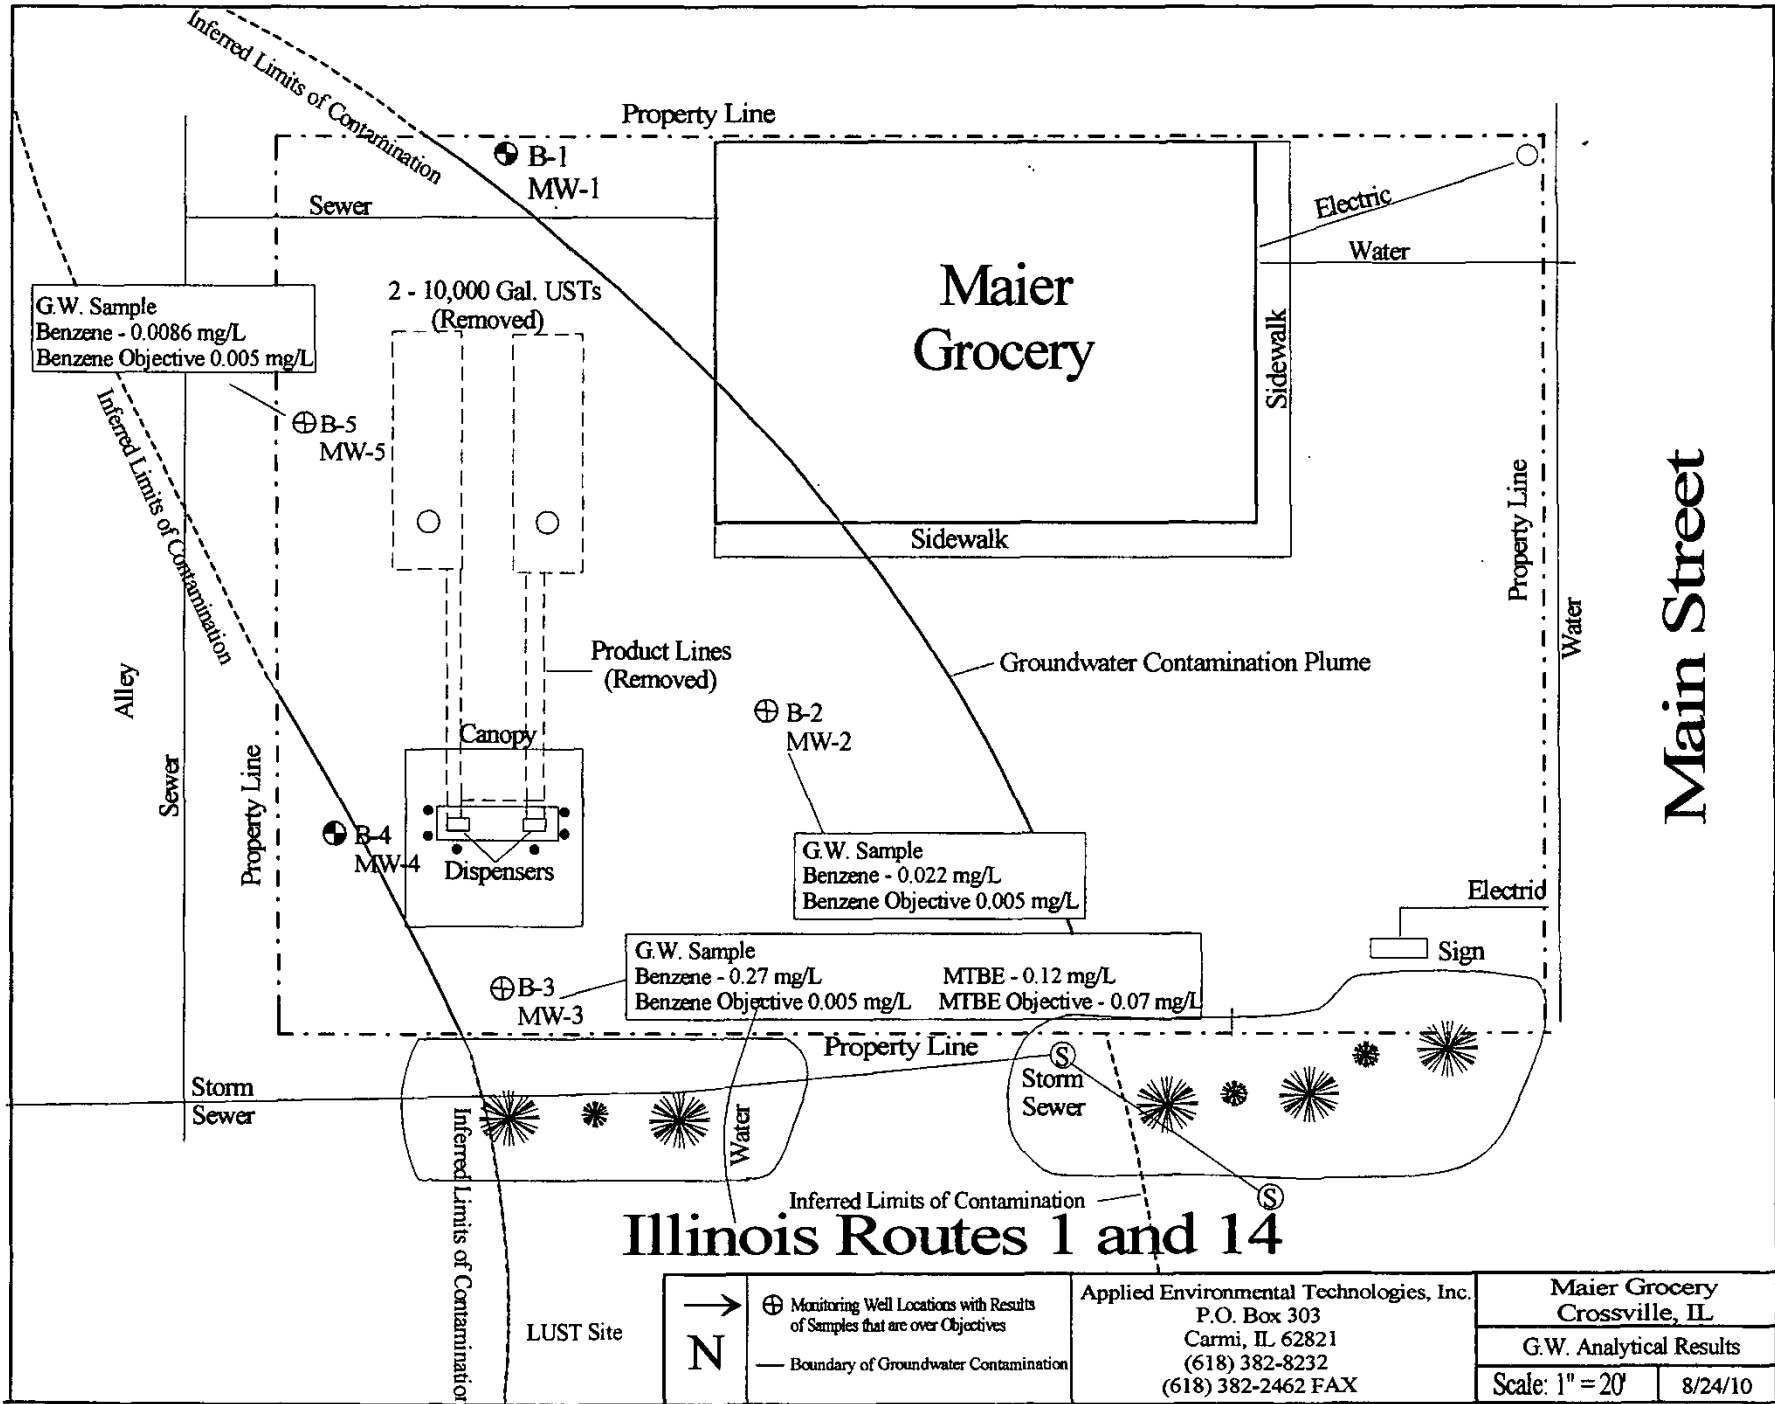 Inferred Limits of Contamination
Property Line
B-1
MW-1
Sewer
Electric
Water
2 - 10,000 Gal. USTs
(Removed)
Maier
Grocery
G.W. Sample
Benzene - 0.0086 mg/L
Benzene Objective 0.005 mg/L
Sidewalk
Inferred Limits of Contamination
B-5
MW-5
Sidewalk
Property Line
Main Street
Water
Product Lines
(Removed)
Groundwater Contamination Plume
Alley
B-2
MW-2
Canopy
Sewer
Property Line
B-4
MW-4
Dispensers
G.W. Sample
Benzene - 0.022 mg/L
Benzene Objective 0.005 mg/L
Electric
Sign
G.W. Sample
Benzene - 0.27 mg/L MTBE - 0.12 mg/L
Benzene Objective 0.005 mg/L MTBE Objective - 0.07 mg/L
B-3
MW-3
Property Line
S
Storm
Sewer
Storm
Sewer
Water
Inferred Limits of Contamination
Inferred Limits of Contamination
S
Illinois Routes 1 and 14
LUST Site
N
Monitoring Well Locations with Results
of Samples that are over Objectives
Boundary of Groundwater Contamination
Applied Environmental Technologies, Inc.
P.O. Box 303
Carmi, IL 62821
(618) 382-8232
(618) 382-2462 FAX
Maier Grocery
Crossville, IL
G.W. Analytical Results
Scale: 1" = 20'
8/24/10